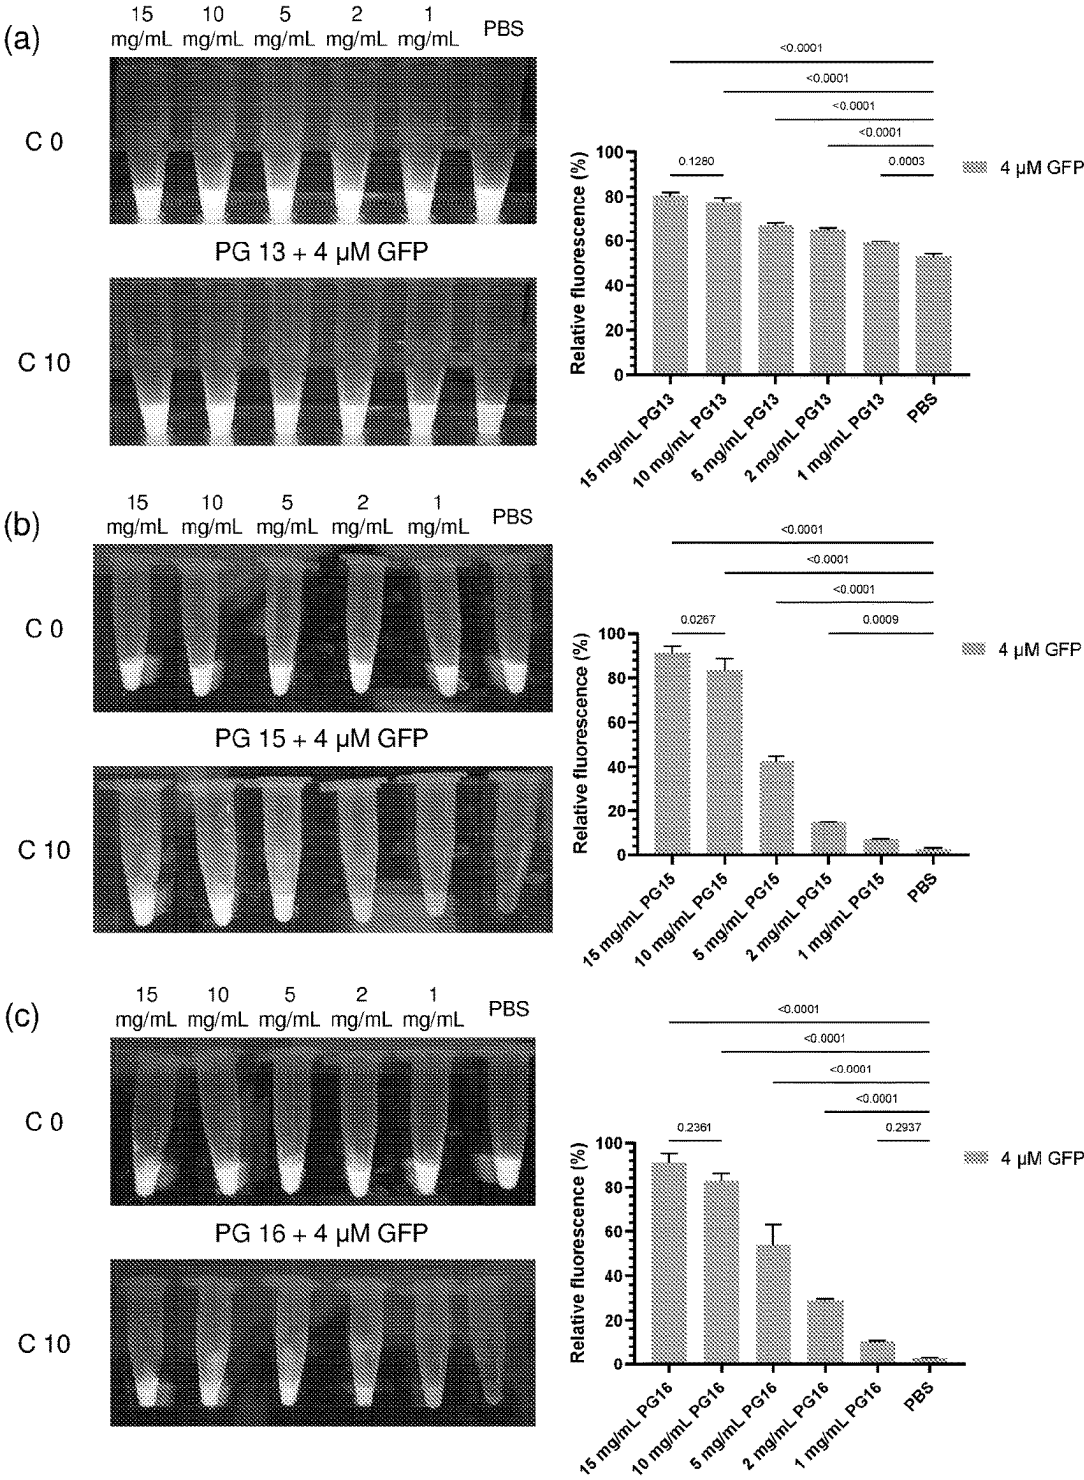 (a)
15 10 5 2 1 PBS
mg/mL mg/mL mg/mL mg/mL mg/mL
C 0
PG 13 + 4 µM GFP
C 10
<0.0001
<0.0001
<0.0001
<0.0001
0.1280 0.0003
4 µM GFP
Relative fluorescence (%)
100
80
60
40
20
0
15 mg/mL PG13
10 mg/mL PG13
5 mg/mL PG13
2 mg/mL PG13
1 mg/mL PG13
PBS
(b)
15 10 5 2 1 PBS
mg/mL mg/mL mg/mL mg/mL mg/mL
C 0
PG 15 + 4 µM GFP
C 10
<0.0001
<0.0001
<0.0001
0.0267 0.0009
4 µM GFP
Relative fluorescence (%)
100
80
60
40
20
0
15 mg/mL PG15
10 mg/mL PG15
5 mg/mL PG15
2 mg/mL PG15
1 mg/mL PG15
PBS
(c)
15 10 5 2 1 PBS
mg/mL mg/mL mg/mL mg/mL mg/mL
C 0
PG 16 + 4 µM GFP
C 10
<0.0001
<0.0001
<0.0001
<0.0001
0.2361 0.2937
4 µM GFP
Relative fluorescence (%)
100
80
60
40
20
0
15 mg/mL PG16
10 mg/mL PG16
5 mg/mL PG16
2 mg/mL PG16
1 mg/mL PG16
PBS